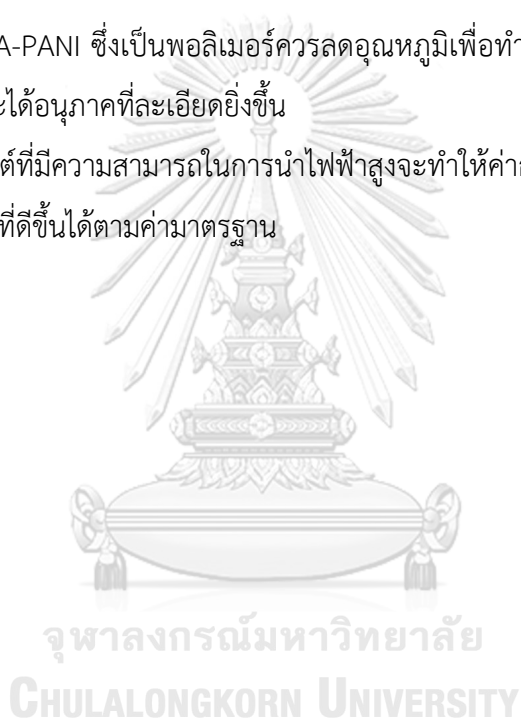 A-PANI ซึ่งเป็นพอลิเมอร์ควรลดอุณหภูมิเพื่อทำ
ะได้อนุภาคที่ละเอียดยิ่งขึ้น
ต์ที่มีความสามารถในการนำไฟฟ้าสูงจะทำให้ค่า
ที่ดีขึ้นได้ตามค่ามาตรฐาน
จุฬาลงกรณ์มหาวิทยาลัย
CHULALONGKORN UNIVERSITY